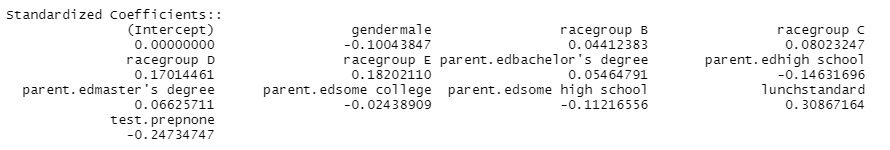 Standardized Coefficients::
(Intercept) gendermale racegroup B racegroup C
0.00000000 -0.10043847 0.04412383 0.08023247
racegroup D racegroup E parent.edbachelor's degree parent.edhigh school
0.17014461 0.18202110 0.05464791 -0.14631696
parent.edmaster's degree parent.edsome college parent.edsome high school lunchstandard
0.06625711 -0.02438909 -0.11216556 0.30867164
test.prepnone
-0.24734747